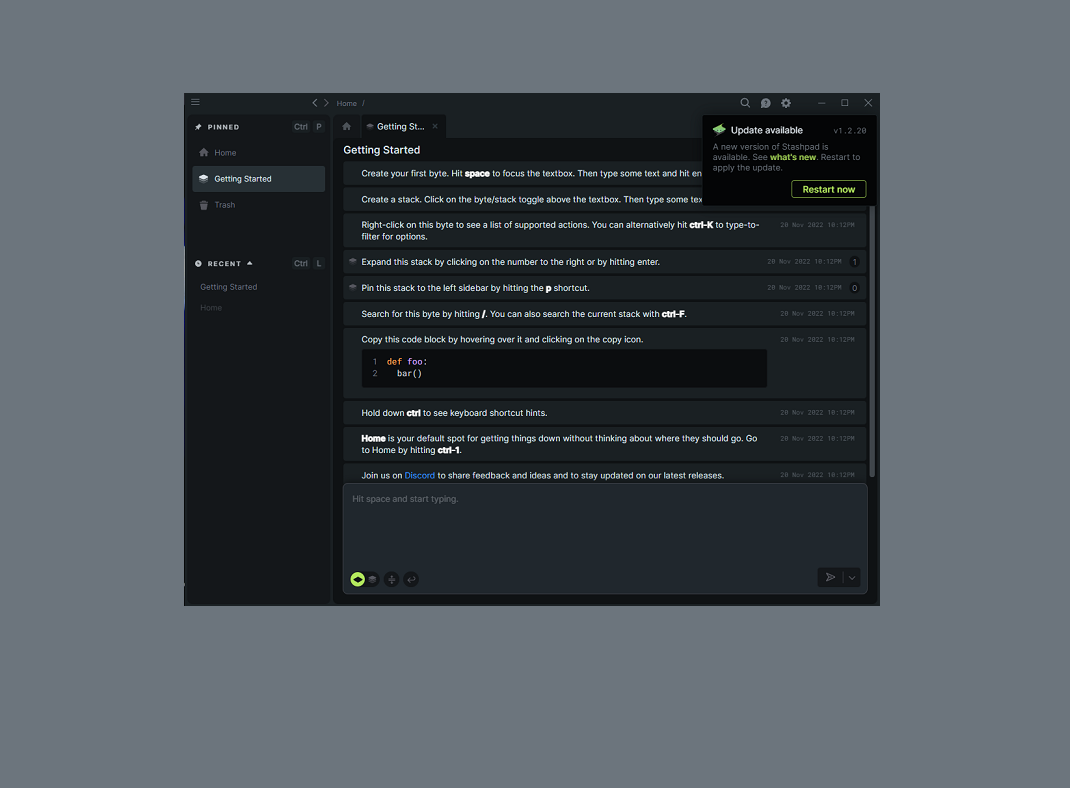 Home /
PINNED Ctrl P
Home
Getting Started
Trash
RECENT Ctrl L
Getting Started
Home
Getting St...
Getting Started
Update available v1.2.20
A new version of Stashpad is
available. See what's new. Restart to
apply the update.
Restart now
Create your first byte. Hit space to focus the textbox. Then type some text and hit en
Create a stack. Click on the byte/stack toggle above the textbox. Then type some tex
Right-click on this byte to see a list of supported actions. You can alternatively hit ctrl-K to type-to- 20 Nov 2022 10:12PM
filter for options.
Expand this stack by clicking on the number to the right or by hitting enter. 20 Nov 2022 10:12PM 1
Pin this stack to the left sidebar by hitting the p shortcut. 20 Nov 2022 10:12PM 0
Search for this byte by hitting /. You can also search the current stack with ctrl-F. 20 Nov 2022 10:12PM
Copy this code block by hovering over it and clicking on the copy icon. 20 Nov 2022 10:12PM
1 def foo:
2 bar()
Hold down ctrl to see keyboard shortcut hints. 20 Nov 2022 10:12PM
Home is your default spot for getting things down without thinking about where they should go. Go 20 Nov 2022 10:12PM
to Home by hitting ctrl-1.
Join us on Discord to share feedback and ideas and to stay updated on our latest releases. 20 Nov 2022 10:12PM
Hit space and start typing.